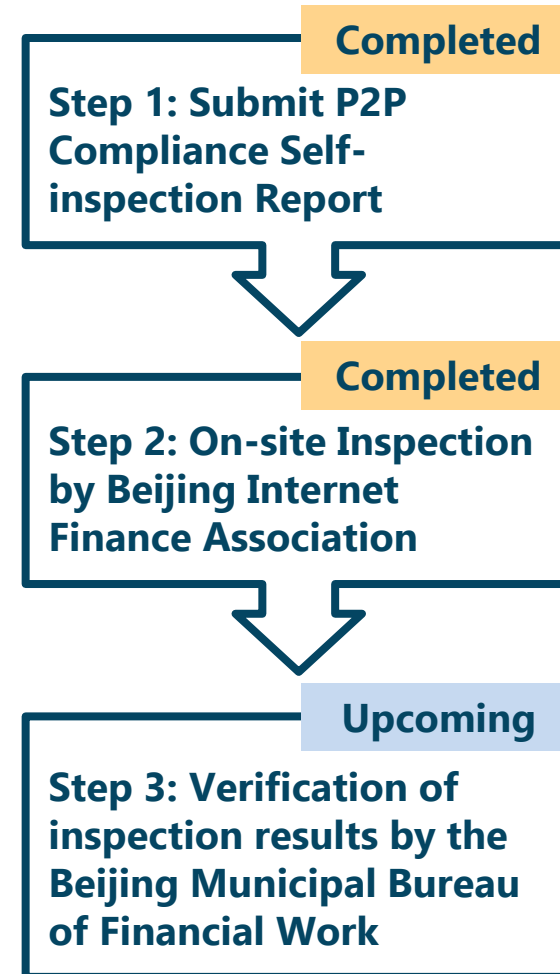 Completed
Step 1: Submit P2P
Compliance Self-
inspection Report
Completed
Step 2: On-site Inspection
by Beijing Internet
Finance Association
Upcoming
Step 3: Verification of
inspection results by the
Beijing Municipal Bureau
of Financial Work